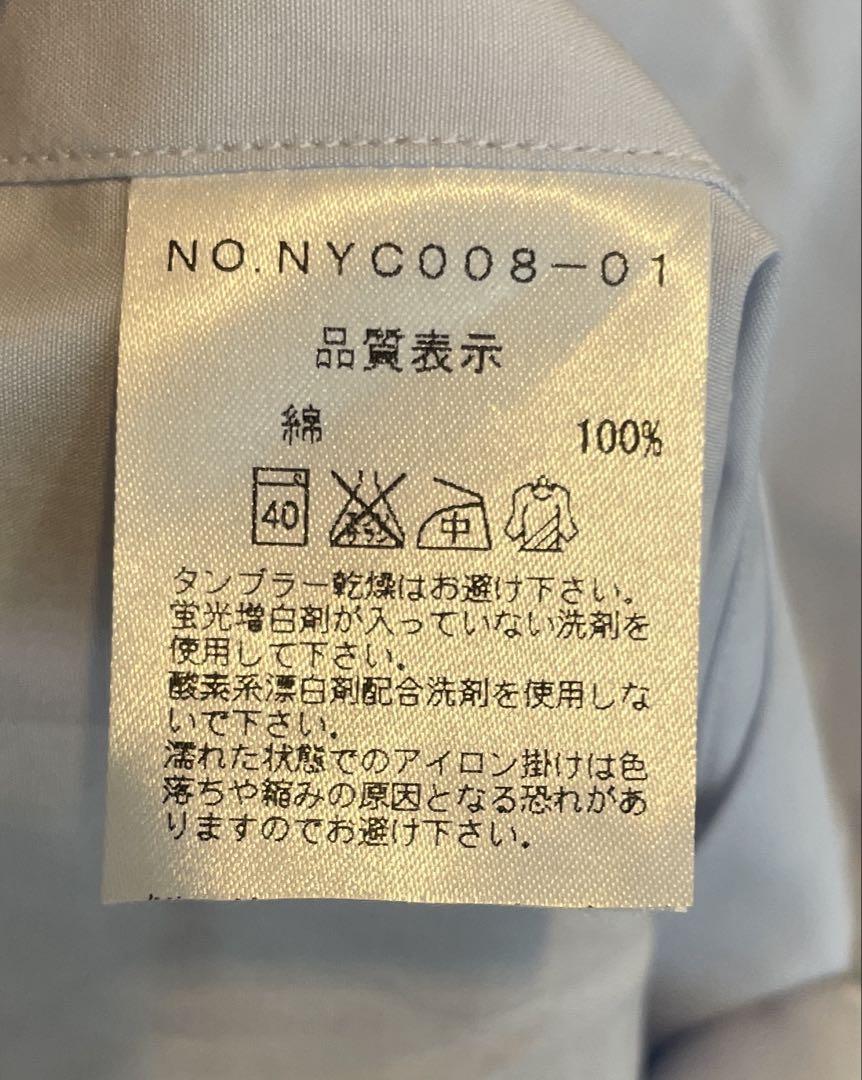 NO.NYC008-01
品質表示
綿 100%
40 中
タンブラー乾燥はお避け下さい。
蛍光増白剤が入っていない洗剤を
使用して下さい。
酸素系漂白剤配合洗剤を使用しな
いで下さい。
濡れた状態でのアイロン掛けは色
落ちや縮みの原因となる恐れがあ
りますのでお避け下さい。